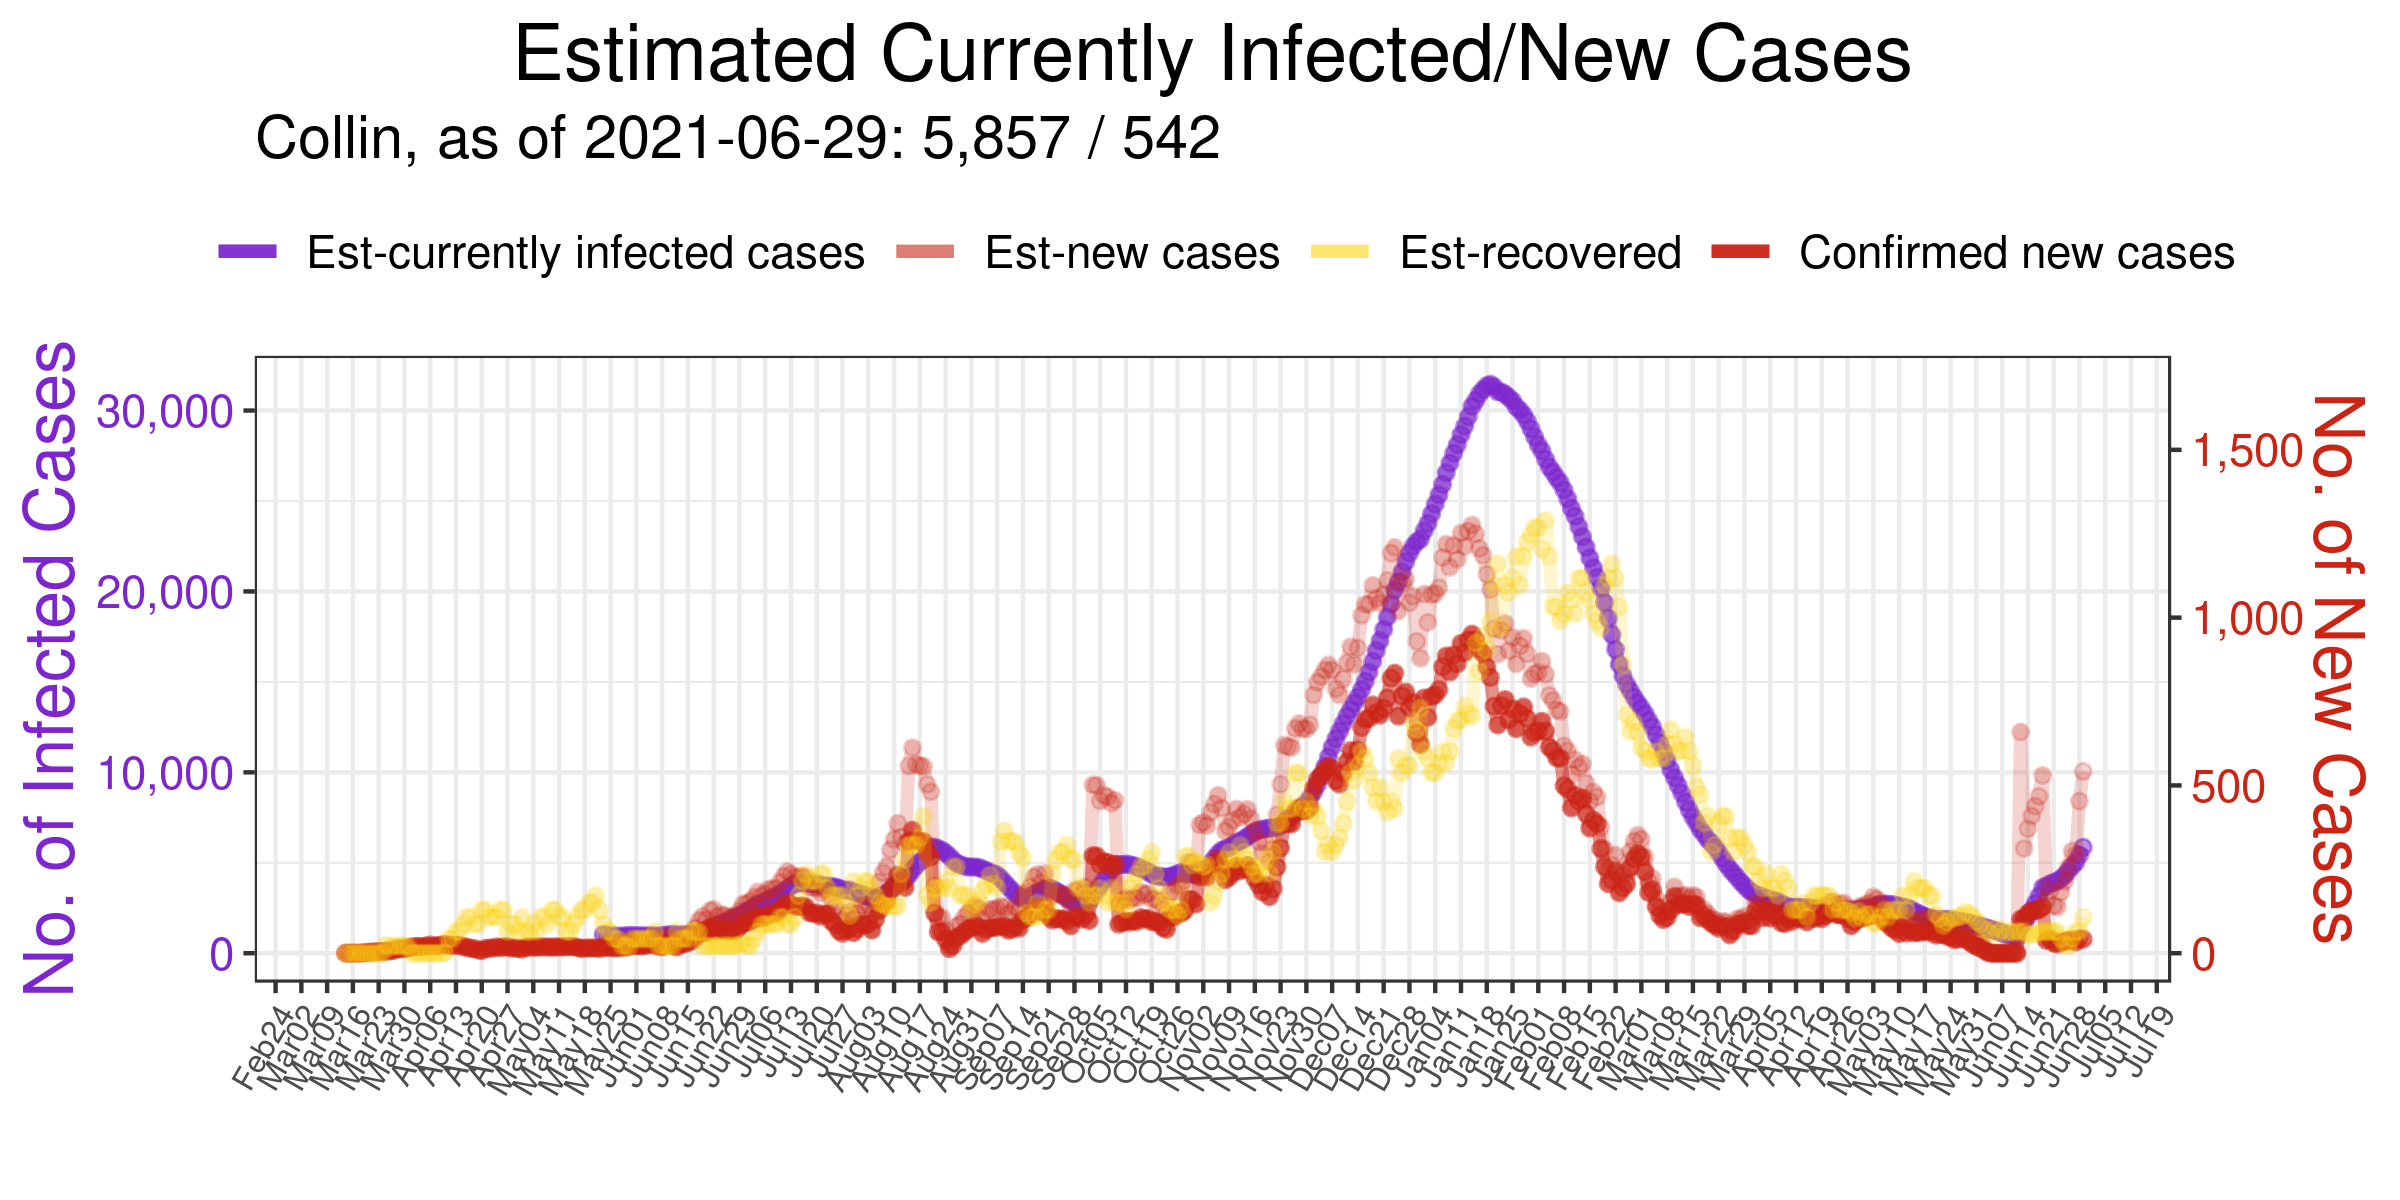 Estimated Currently Infected/New Cases
Collin, as of 2021-06-29: 5,857 / 542
Est-currently infected cases Est-new cases Est-recovered Confirmed new cases
No. of Infected Cases
30,000
20,000
10,000
0
1,500
1,000
500
0
No. of New Cases
Feb24 Mar02 Mar09 Mar16 Mar23 Mar30 Apr06 Apr13 Apr20 Apr27 May04 May11 May18 May25 Jun01 Jun08 Jun15 Jun22 Jun29 Jul06 Jul13 Jul20 Jul27 Aug03 Aug10 Aug17 Aug24 Aug31 Sep07 Sep14 Sep21 Sep28 Oct05 Oct12 Oct19 Oct26 Nov02 Nov09 Nov16 Nov23 Nov30 Dec07 Dec14 Dec21 Dec28 Jan04 Jan11 Jan18 Jan25 Feb01 Feb08 Feb15 Feb22 Mar01 Mar08 Mar15 Mar22 Mar29 Apr05 Apr12 Apr19 Apr26 May03 May10 May17 May24 May31 Jun07 Jun14 Jun21 Jun28 Jul05 Jul12 Jul19